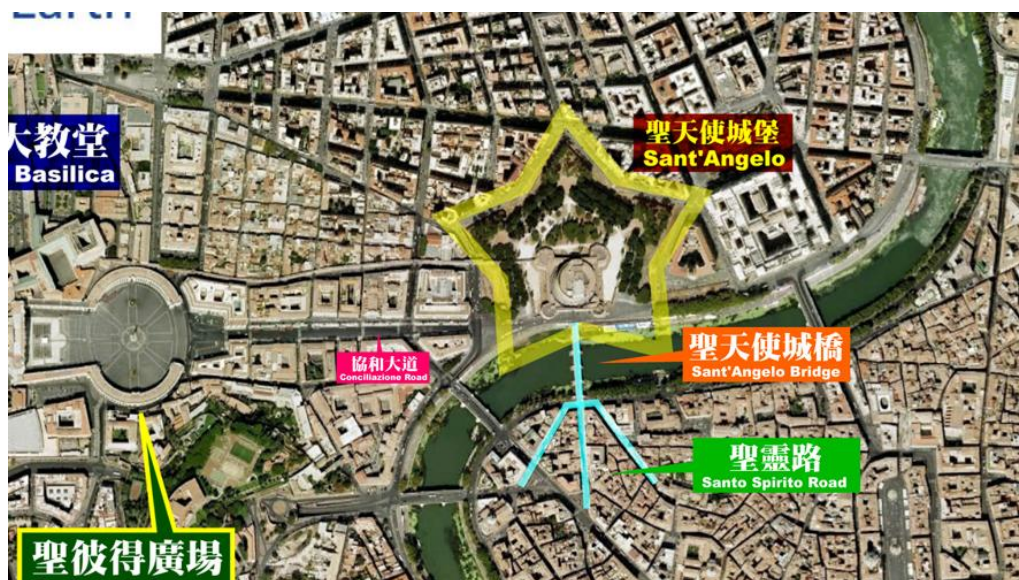 Earth
大教堂
Basilica
聖天使城堡
Sant'Angelo
聖天使城橋
Sant'Angelo Bridge
協和大道
Conciliazione Road
聖靈路
Santo Spirito Road
聖彼得廣場